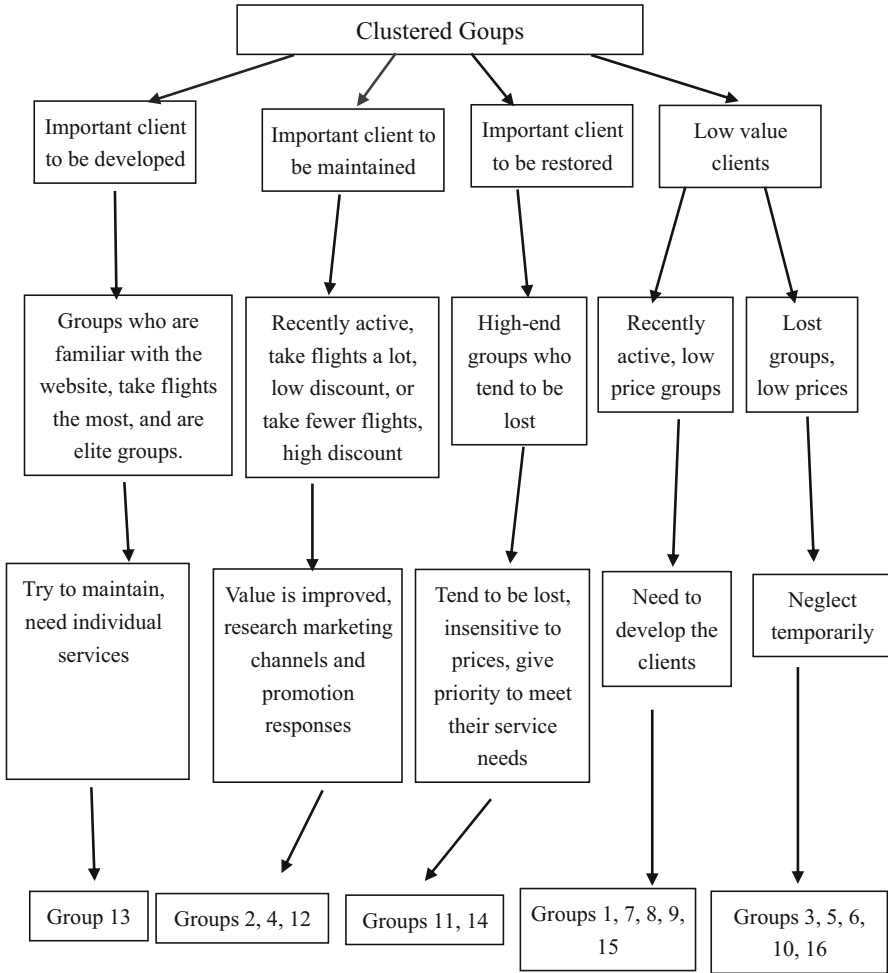 Clustered Goups
Important client
to be developed
Important client to
be maintained
Important client
to be restored
Low value
clients
Groups who are
familiar with the
website, take flights
the most, and are
elite groups.
Recently active,
take flights a lot,
low discount, or
take fewer flights,
high discount
High-end
groups who
tend to be
lost
Recently
active, low
price groups
Lost
groups,
low prices
Try to maintain,
need individual
services
Value is improved,
research marketing
channels and
promotion
responses
Tend to be lost,
insensitive to
prices, give
priority to meet
their service
needs
Need to
develop the
clients
Neglect
temporarily
Group 13
Groups 2, 4, 12
Groups 11, 14
Groups 1, 7, 8, 9,
15
Groups 3, 5, 6,
10, 16